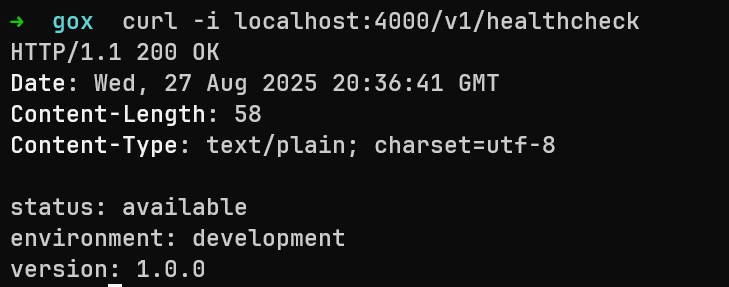 ➜  gox  curl -i localhost:4000/v1/healthcheck
HTTP/1.1 200 OK
Date: Wed, 27 Aug 2025 20:36:41 GMT
Content-Length: 58
Content-Type: text/plain; charset=utf-8

status: available
environment: development
version: 1.0.0